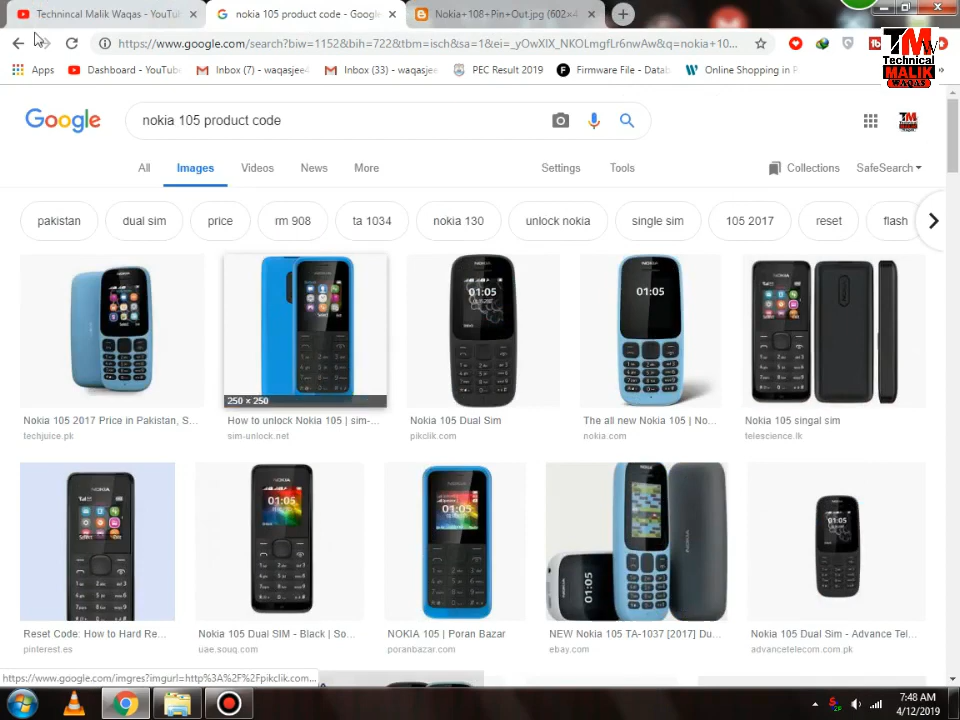 Techninical Malik Waqas - YouTu
nokia 105 product code - Google
Nokia+108+Pin+Out.jpg (602×4
https://www.google.com/search?biw=1152&bih=722&tbm=isch&sa=1&ei=_yOwXIX_NKOLmgfLr6nwAw&q=nokia+10...
Apps
Dashboard - YouTub
Inbox (7) - waqasjee4
Inbox (33) - waqasjee
PEC Result 2019
Firmware File - Datab
Online Shopping in P
TM
W
Technical
MALIK
WAQAS
Google
nokia 105 product code
All
Images
Videos
News
More
Settings
Tools
Collections
SafeSearch
pakistan
dual sim
price
rm 908
ta 1034
nokia 130
unlock nokia
single sim
105 2017
reset
flash
250 × 250
Nokia 105 2017 Price in Pakistan, S...
techjuice.pk
How to unlock Nokia 105 | sim-...
sim-unlock.net
Nokia 105 Dual Sim
pikclik.com
The all new Nokia 105 | No...
nokia.com
Nokia 105 singal sim
telescience.lk
01:05
01:05
01:05
01:05
01:05
Reset Code: How to Hard Re...
pinterest.es
Nokia 105 Dual SIM - Black | So...
uae.souq.com
NOKIA 105 | Poran Bazar
poranbazar.com
NEW Nokia 105 TA-1037 [2017] Du...
ebay.com
Nokia 105 Dual Sim - Advance Tel...
advancetelecom.com.pk
https://www.google.com/imgres?imgurl=http%3A%2F%2Fpikclik.com...
7:48 AM
4/12/2019